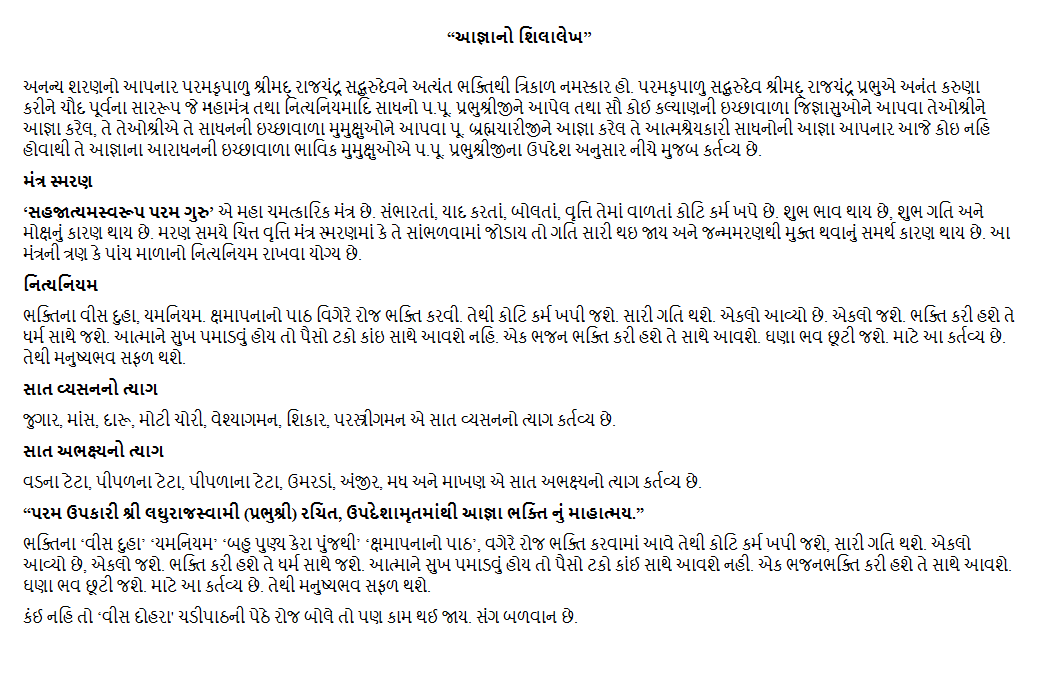 “આજ્ઞાનો શિલાલેખ”
અનન્ય શરણનો આપનાર પરમકૃપાળુ શ્રીમદ્ રાજચંદ્ર સદ્ગુરુદેવને અત્યંત ભક્તિથી ત્રિકાળ નમસ્કાર હો. પરમકૃપાળુ સદ્ગુરુદેવ શ્રીમદ્ રાજચંદ્ર પ્રભુએ અનંત કરુણા
કરીને ચૌદ પૂર્વના સારરૂપ જે મહામંત્ર તથા નિત્યનિયમાદિ સાધનો પ.પૂ. પ્રભુશ્રીજીને આપેલ તથા સૌ કોઈ કલ્યાણની ઇચ્છાવાળા જિજ્ઞાસુઓને આપવા તેઓશ્રીને
આજ્ઞા કરેલ, તે તેઓશ્રીએ તે સાધનની ઇચ્છાવાળા મુમુક્ષુઓને આપવા પૂ. બ્રહ્મચારીજીને આજ્ઞા કરેલ તે આત્મશ્રેયકારી સાધનોની આજ્ઞા આપનાર આજે કોઇ નહિ
હોવાથી તે આજ્ઞાના આરાધનની ઇચ્છાવાળા ભાવિક મુમુક્ષુઓએ પ.પૂ. પ્રભુશ્રીજીના ઉપદેશ અનુસાર નીચે મુજબ કર્તવ્ય છે.
મંત્ર સ્મરણ
‘સહજાત્યમસ્વરૂપ પરમ ગુરુ’ એ મહા ચમત્કારિક મંત્ર છે. સંભારતાં, યાદ કરતાં, બોલતાં, વૃત્તિ તેમાં વાળતાં કોટિ કર્મ ખપે છે. શુભ ભાવ થાય છે, શુભ ગતિ અને
મોક્ષનું કારણ થાય છે. મરણ સમયે ચિત્ત વૃત્તિ મંત્ર સ્મરણમાં કે તે સાંભળવામાં જોડાય તો ગતિ સારી થઇ જાય અને જન્મમરણથી મુક્ત થવાનું સમર્થ કારણ થાય છે. આ
મંત્રની ત્રણ કે પાંચ માળાનો નિત્યનિયમ રાખવા યોગ્ય છે.
નિત્યનિયમ
ભક્તિના વીસ દુહા, યમનિયમ. ક્ષમાપનાનો પાઠ વિગેરે રોજ ભક્તિ કરવી. તેથી કોટિ કર્મ ખપી જશે. સારી ગતિ થશે. એકલો આવ્યો છે. એકલો જશે. ભક્તિ કરી હશે તે
ધર્મ સાથે જશે. આત્માને સુખ પમાડવું હોય તો પૈસો ટકો કાંઇ સાથે આવશે નહિ. એક ભજન ભક્તિ કરી હશે તે સાથે આવશે. ઘણા ભવ છૂટી જશે. માટે આ કર્તવ્ય છે.
તેથી મનુષ્યભવ સફળ થશે.
સાત વ્યસનનો ત્યાગ
જુગાર, માંસ, દારૂ, મોટી ચોરી, વેશ્યાગમન, શિકાર, પરસ્ત્રીગમન એ સાત વ્યસનનો ત્યાગ કર્તવ્ય છે.
સાત અભક્ષ્યનો ત્યાગ
વડના ટેટા, પીપળના ટેટા, પીપળાના ટેટા, ઉમરડાં, અંજીર, મધ અને માખણ એ સાત અભક્ષ્યનો ત્યાગ કર્તવ્ય છે.
“પરમ ઉપકારી શ્રી લઘુરાજસ્વામી (પ્રભુશ્રી) રચિત, ઉપદેશામૃતમાંથી આજ્ઞા ભક્તિ નું માહાત્મય.”
ભક્તિના ‘વીસ દુહા’ ‘યમનિયમ’ ‘બહુ પુણ્ય કેરા પુંજથી’ ‘ક્ષમાપનાનો પાઠ’, વગેરે રોજ ભક્તિ કરવામાં આવે તેથી કોટિ કર્મ ખપી જશે, સારી ગતિ થશે. એકલો
આવ્યો છે, એકલો જશે. ભક્તિ કરી હશે તે ધર્મ સાથે જશે. આત્માને સુખ પમાડવું હોય તો પૈસો ટકો કાંઈ સાથે આવશે નહી. એક ભજનભક્તિ કરી હશે તે સાથે આવશે.
ઘણા ભવ છૂટી જશે. માટે આ કર્તવ્ય છે. તેથી મનુષ્યભવ સફળ થશે.
કંઈ નહિ તો ‘વીસ દોહરા' ચડીપાઠની પેઠે રોજ બોલે તો પણ કામ થઈ જાય. સંગ બળવાન છે.